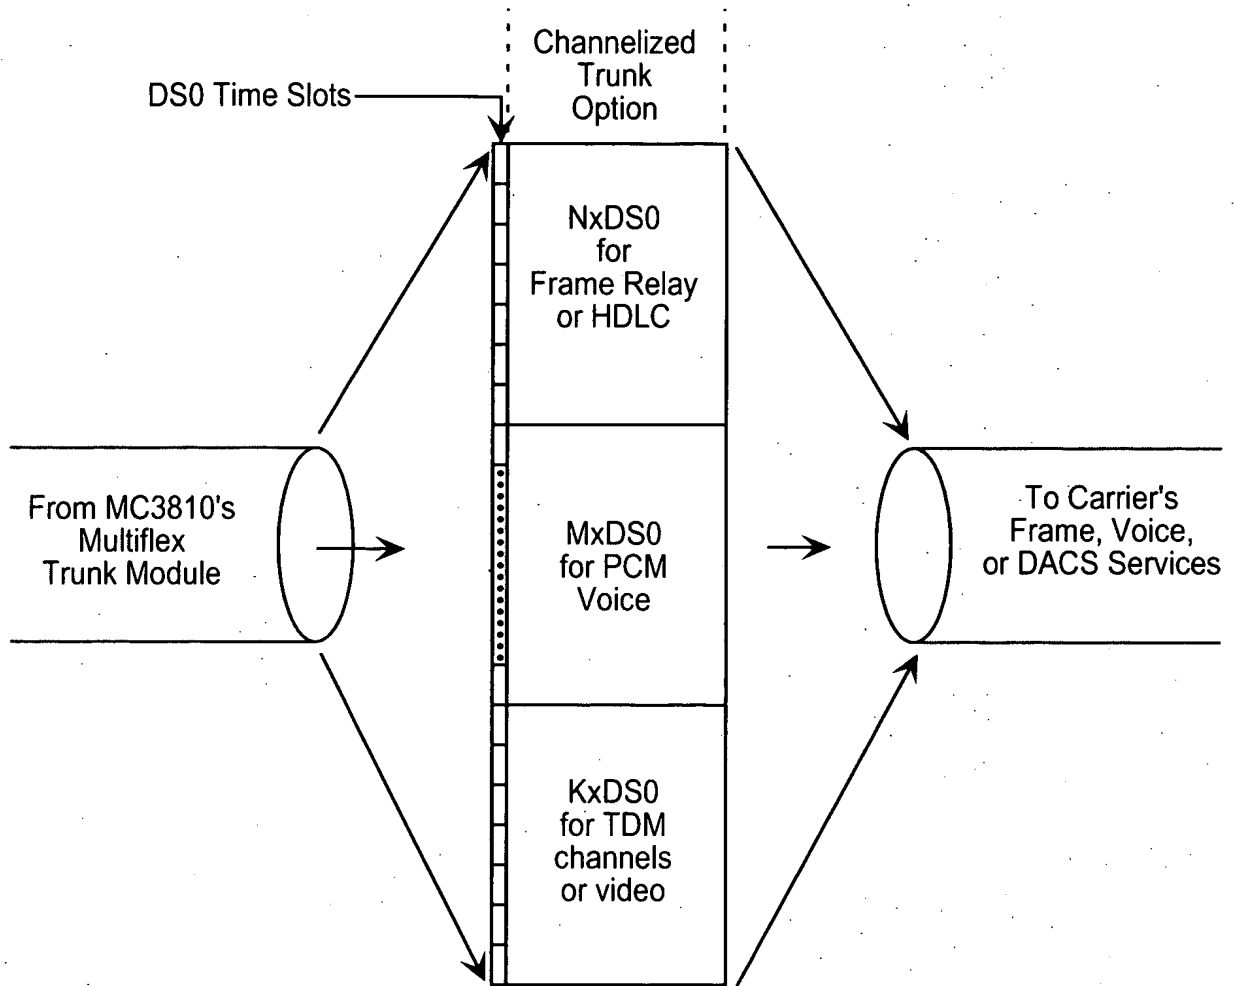 Channelized
Trunk
Option
DS0 Time Slots
NxDS0
for
Frame Relay
or HDLC
From MC3810's
Multiflex
Trunk Module
MxDS0
for PCM
Voice
To Carrier's
Frame, Voice,
or DACS Services
KxDS0
for TDM
channels
or video